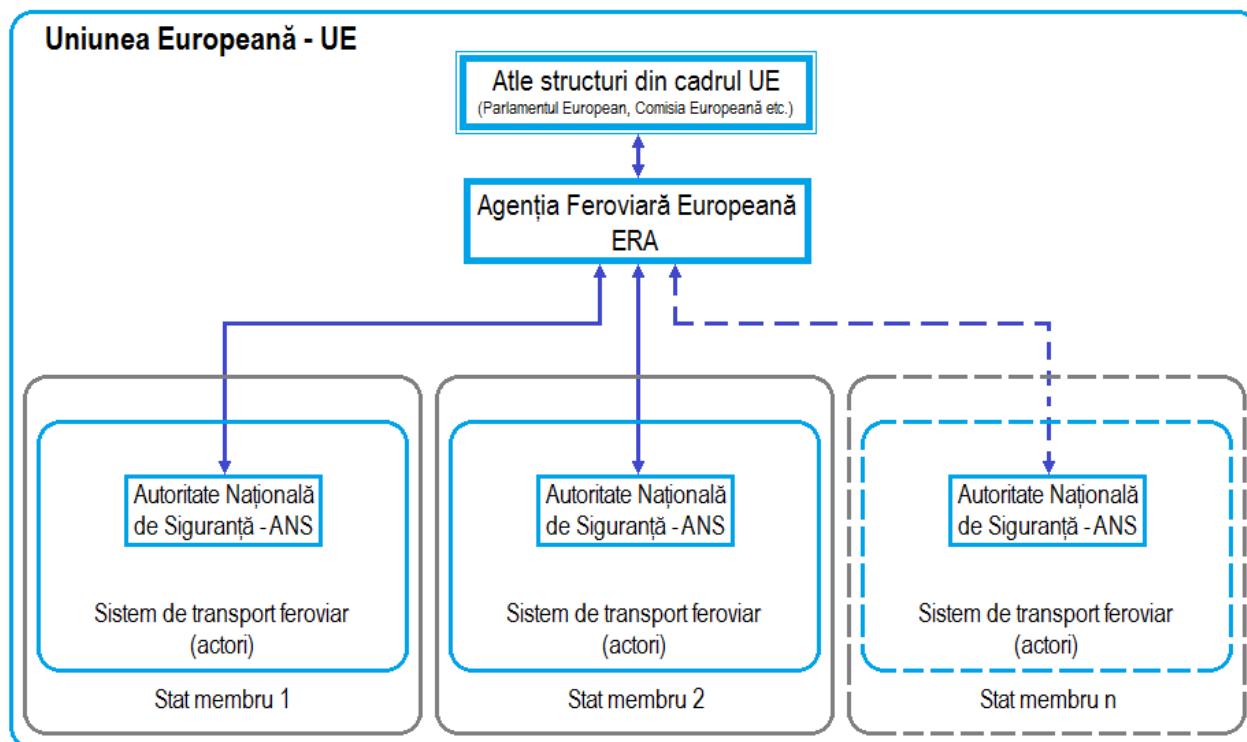 Uniunea Europeană - UE
Atle structuri din cadrul UE
(Parlamentul European, Comisia Europeană etc.)
Agenția Feroviară Europeană
ERA
Autoritate Națională
de Siguranță - ANS
Sistem de transport feroviar
(actori)
Stat membru 1
Autoritate Națională
de Siguranță - ANS
Sistem de transport feroviar
(actori)
Stat membru 2
Autoritate Națională
de Siguranță - ANS
Sistem de transport feroviar
(actori)
Stat membru n